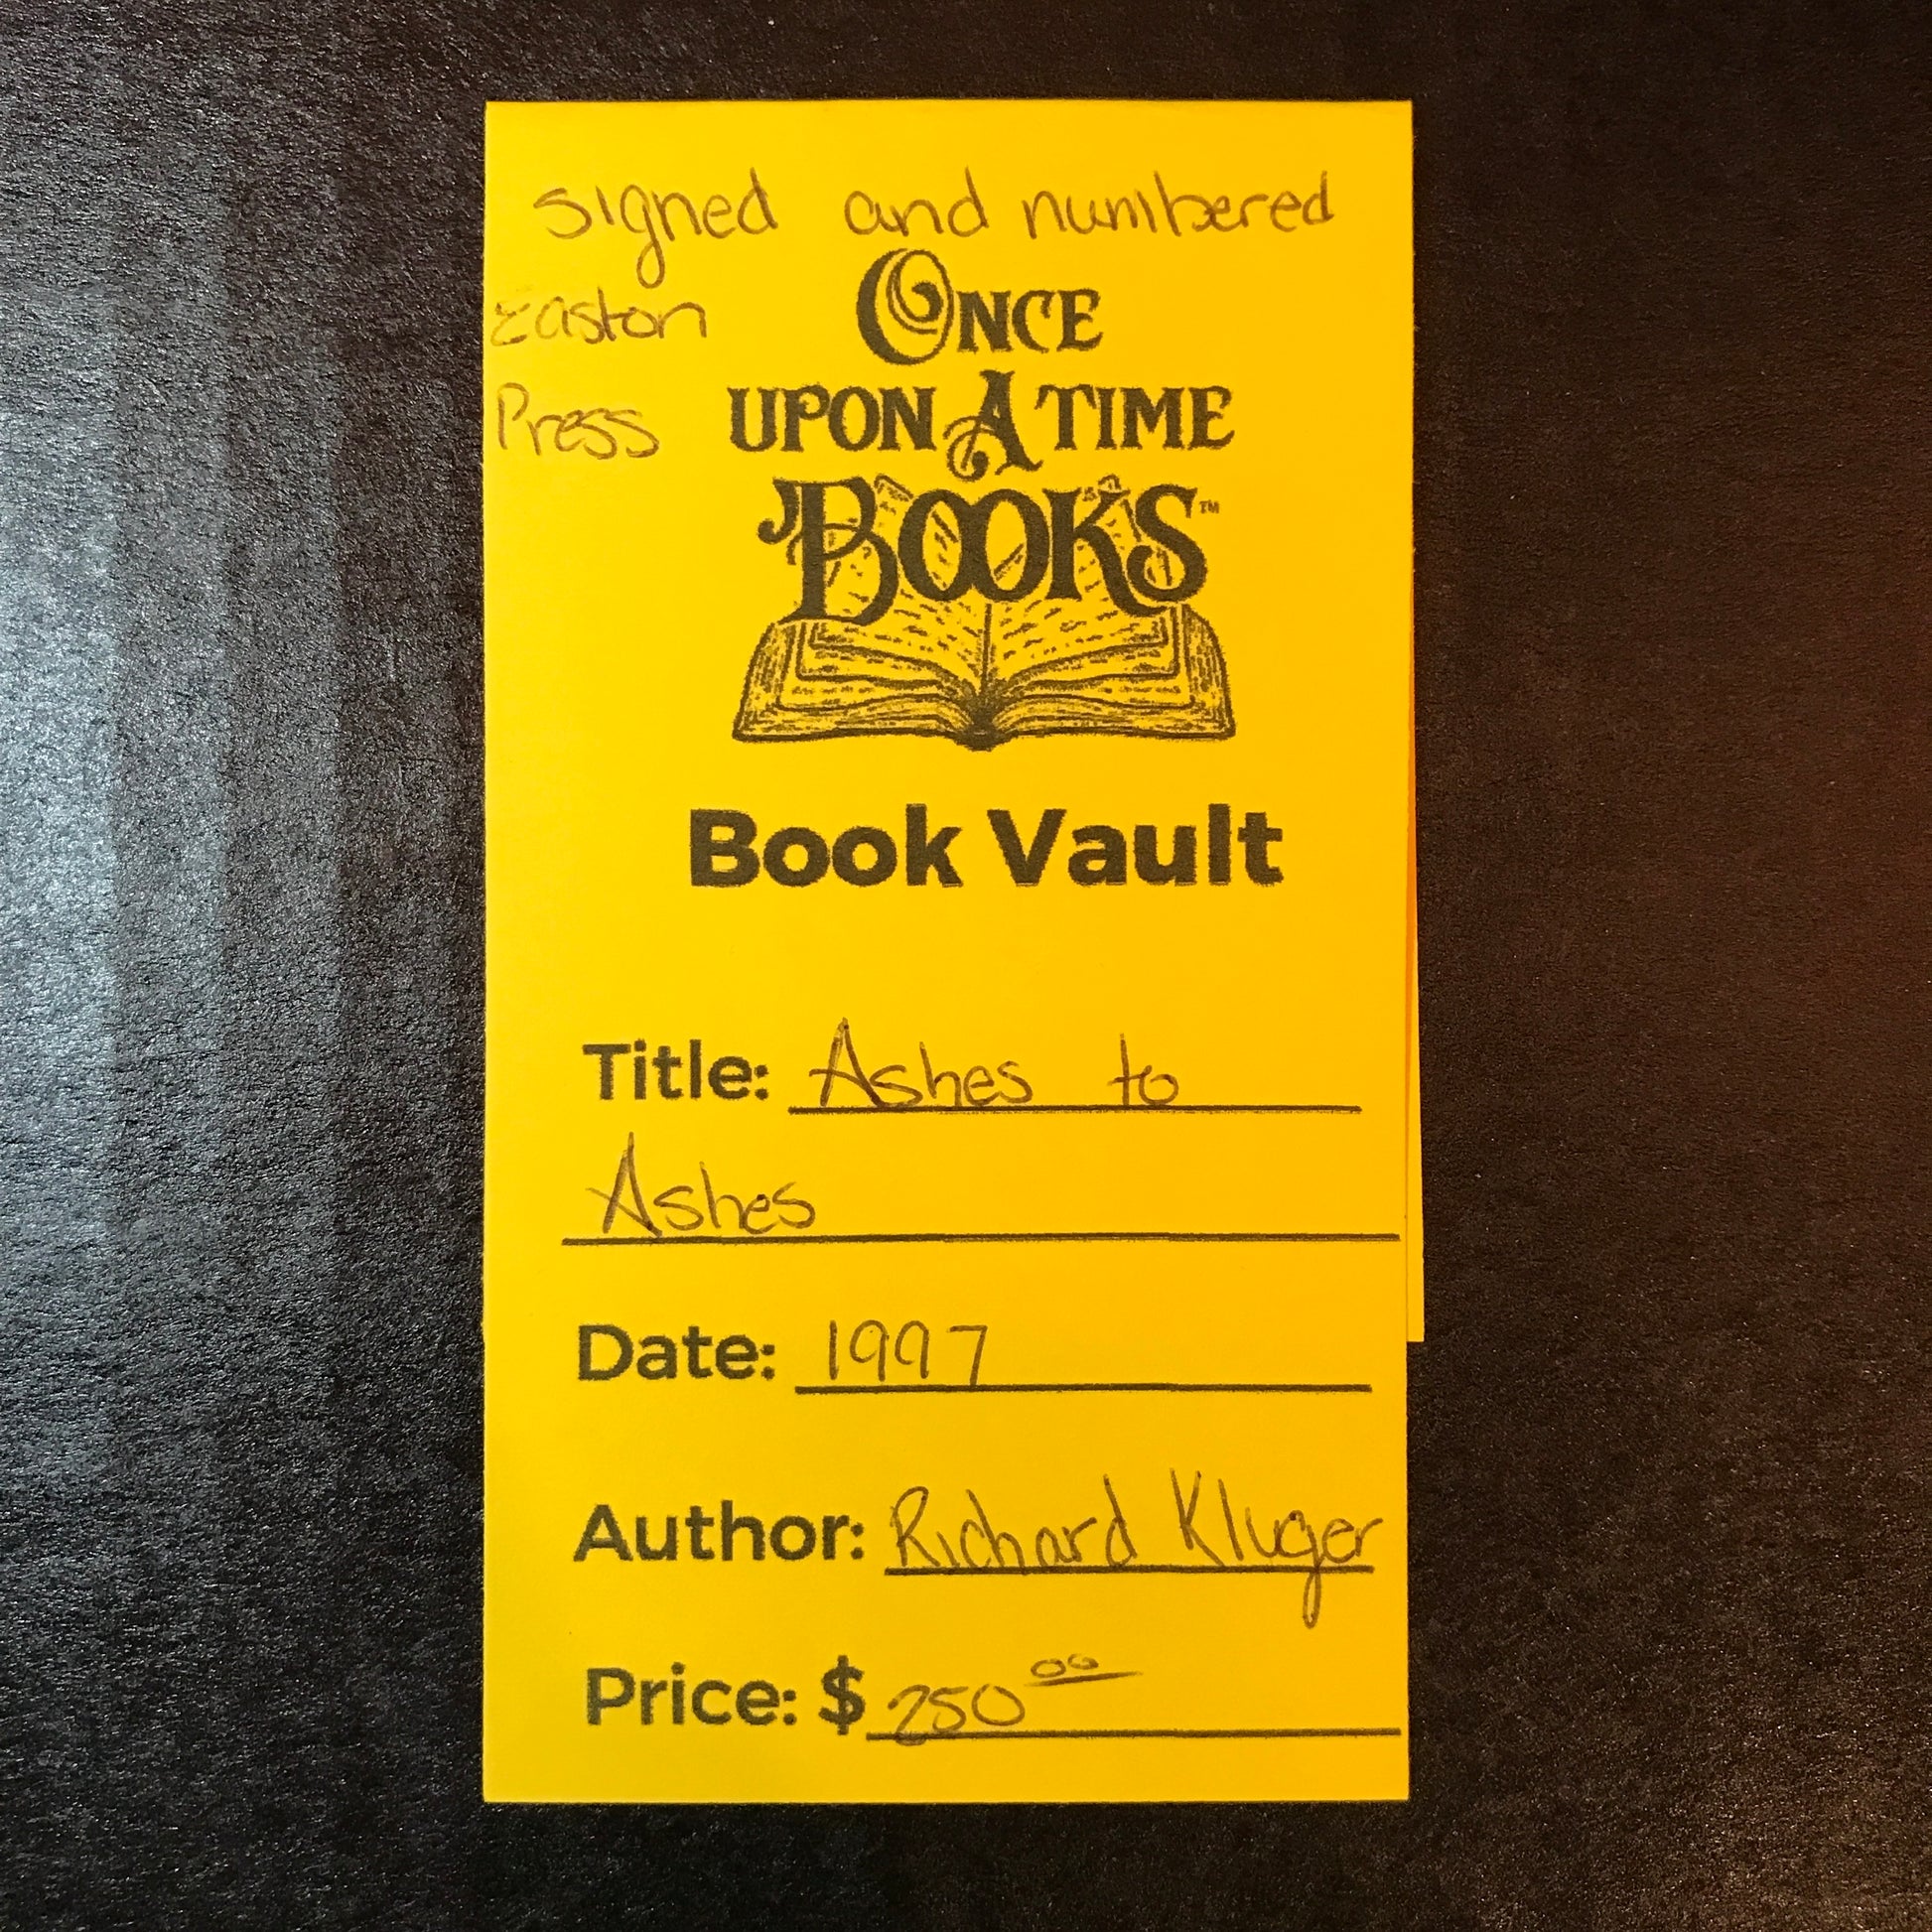 signed and numbered
Easton
Press
ONCE
UPON A TIME
BOOKS™
Book Vault
Title: Ashes to
Ashes
Date: 1997
Author: Richard Kluger
Price: $250.00